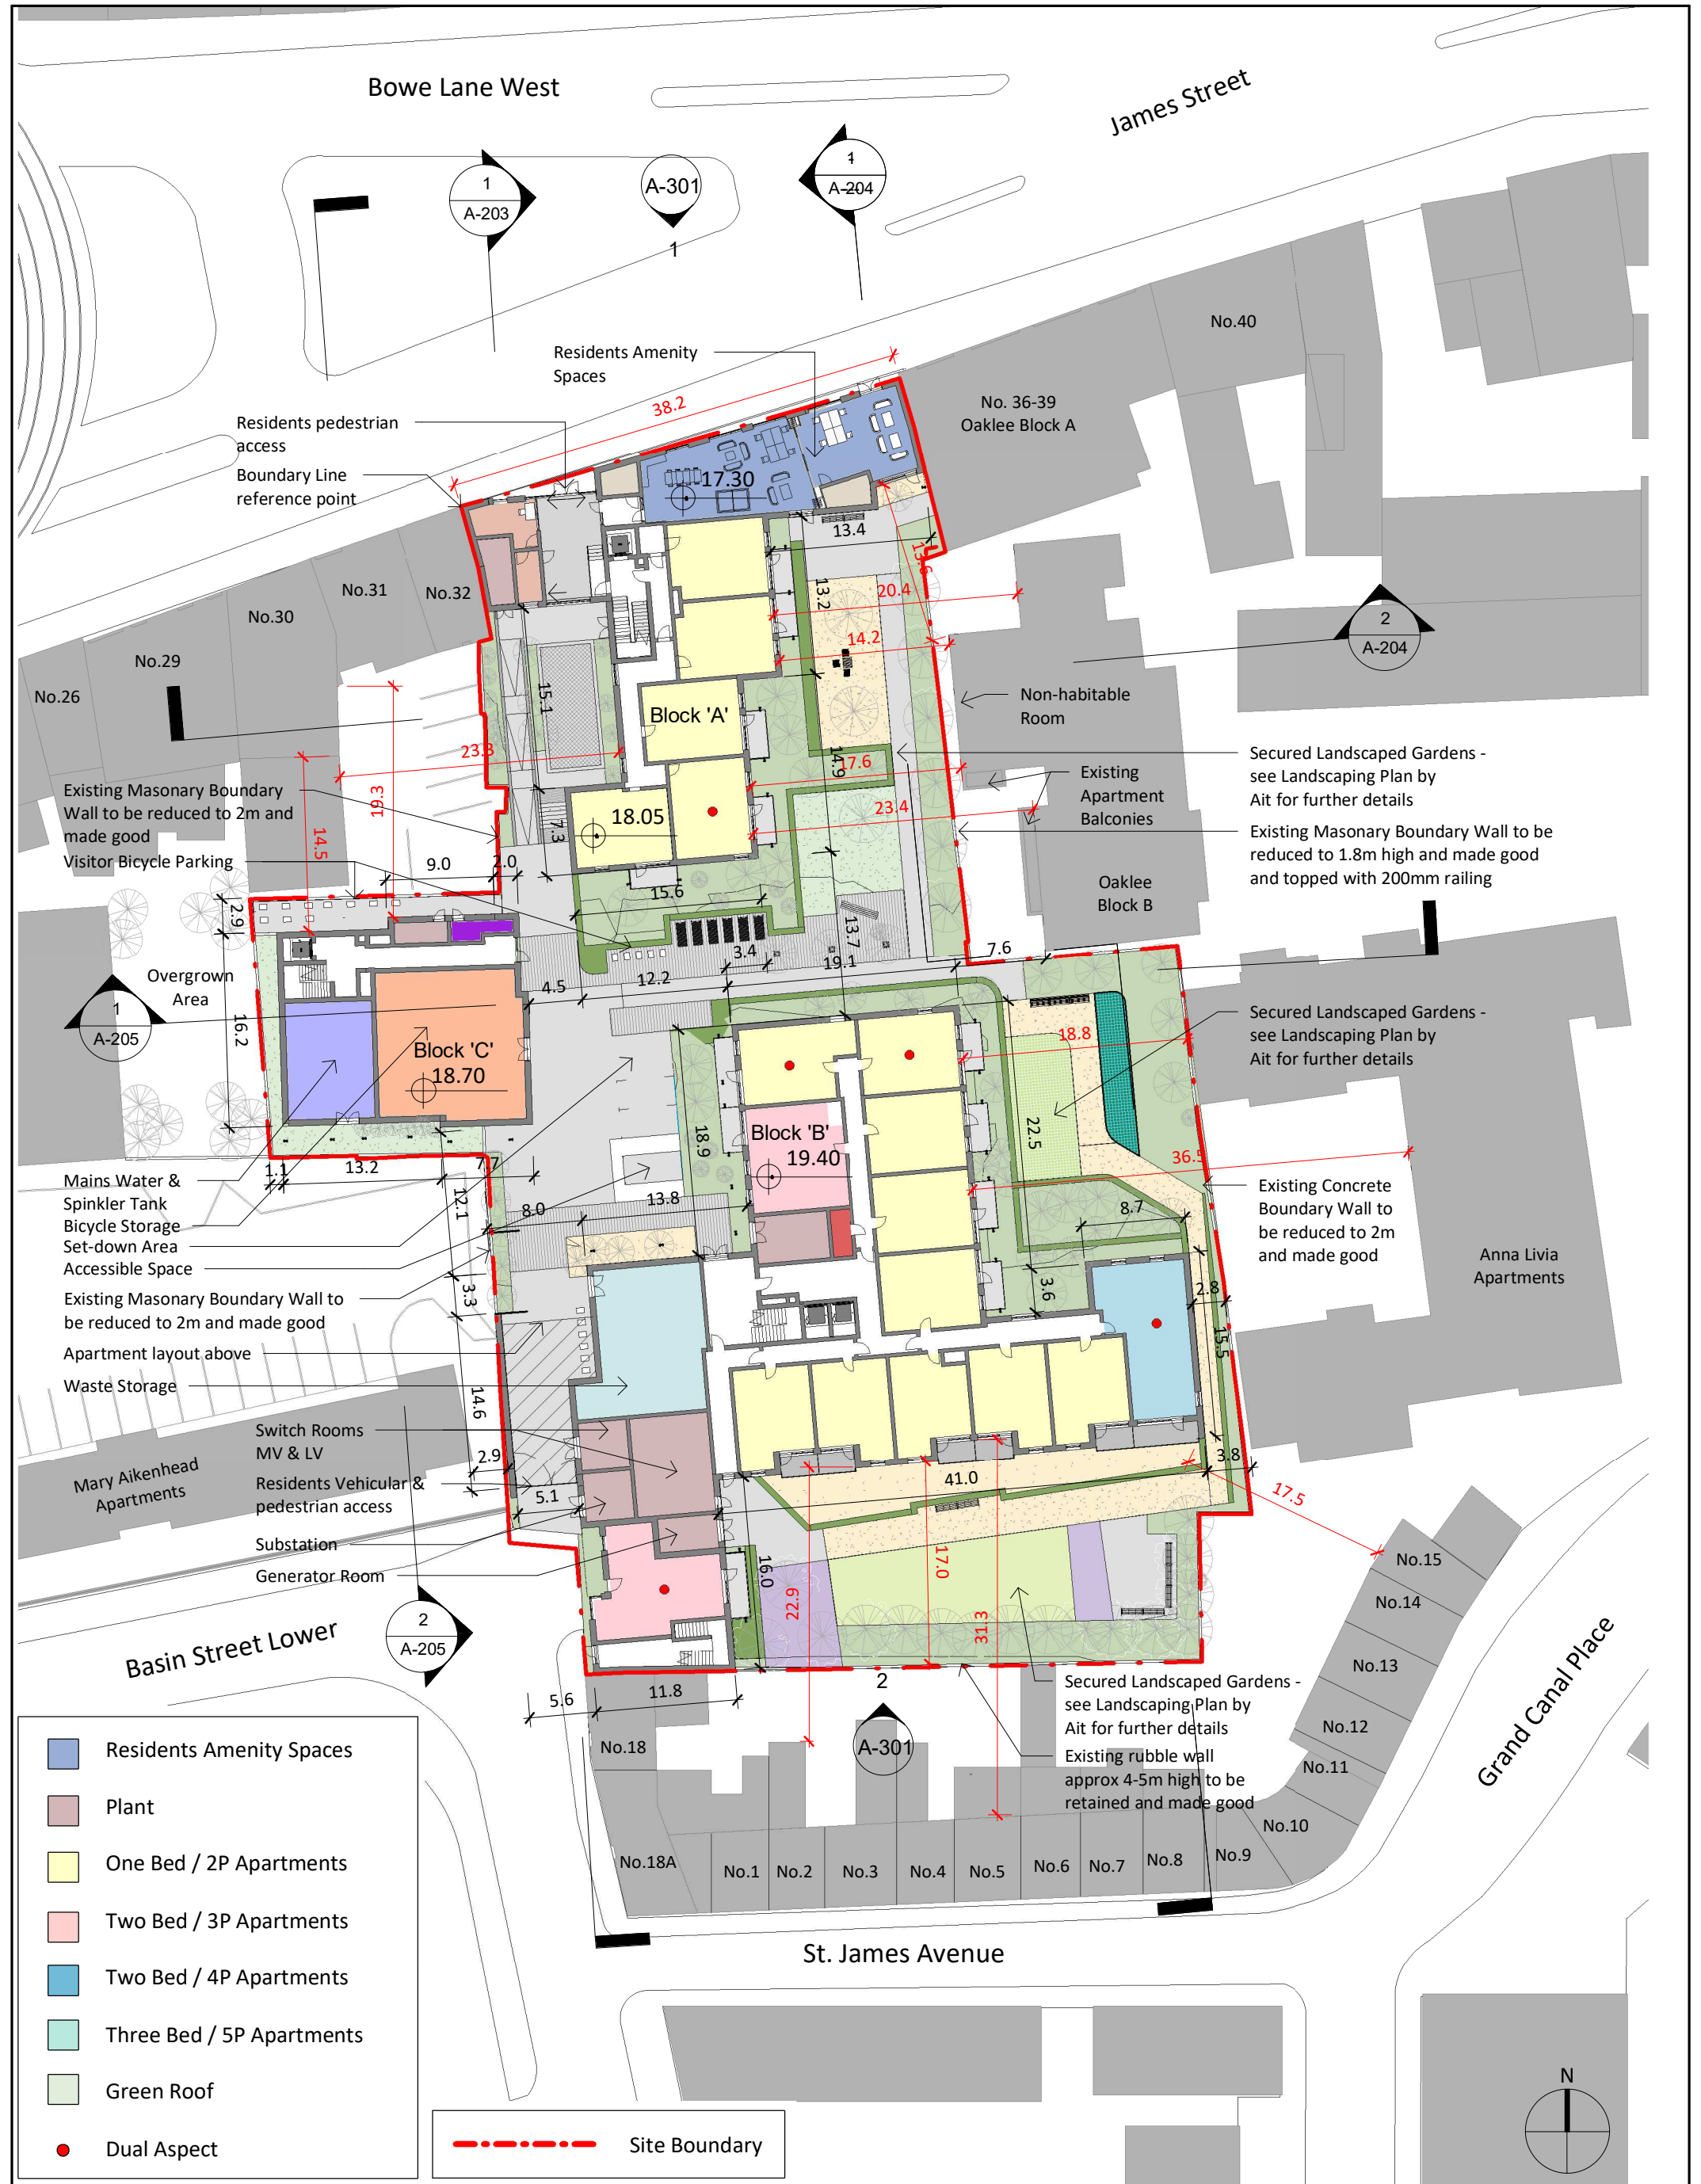 Bowe Lane West
James Street
1
A-203
A-301
1
1
A-204
No.40
Residents Amenity
Spaces
No. 36-39
Oaklee Block A
38.2
Residents pedestrian
access
Boundary Line
reference point
17.30
13.4
13.6
No.32
No.31
No.30
No.29
No.26
13.2
20.4
14.2
2
A-204
15.1
Block 'A'
Non-habitable
Room
23.3
14.9
17.6
23.4
Secured Landscaped Gardens -
see Landscaping Plan by
Ait for further details
Existing
Apartment
Balconies
19.3
14.5
Existing Masonary Boundary
Wall to be reduced to 2m and
made good
18.05
7.3
Existing Masonary Boundary Wall to be
reduced to 1.8m high and made good
and topped with 200mm railing
Visitor Bicycle Parking
9.0
2.0
15.6
Oaklee
Block B
2.9
13.7
3.4
12.2
19.1
7.6
4.5
Overgrown
Area
1
A-205
16.2
Block 'C'
18.70
Secured Landscaped Gardens -
see Landscaping Plan by
Ait for further details
18.8
22.5
18.9
Block 'B'
19.40
36.5
1.1
13.2
7.7
Mains Water &
Spinkler Tank
Bicycle Storage
Set-down Area
Accessible Space
12.1
8.0
13.8
8.7
Existing Concrete
Boundary Wall to
be reduced to 2m
and made good
Anna Livia
Apartments
3.3
3.6
2.8
15.5
Existing Masonary Boundary Wall to
be reduced to 2m and made good
Apartment layout above
Waste Storage
14.6
Switch Rooms
MV & LV
2.9
Mary Aikenhead
Apartments
Residents Vehicular &
pedestrian access
5.1
41.0
3.8
17.5
Substation
Generator Room
16.0
22.9
17.0
31.3
No.15
No.14
No.13
No.12
No.11
No.10
Grand Canal Place
2
A-205
Basin Street Lower
5.6
11.8
2
A-301
Secured Landscaped Gardens -
see Landscaping Plan by
Ait for further details
Existing rubble wall
approx 4-5m high to be
retained and made good
No.18
No.18A
No.1
No.2
No.3
No.4
No.5
No.6
No.7
No.8
No.9
St. James Avenue
Residents Amenity Spaces
Plant
One Bed / 2P Apartments
Two Bed / 3P Apartments
Two Bed / 4P Apartments
Three Bed / 5P Apartments
Green Roof
Dual Aspect
Site Boundary
N